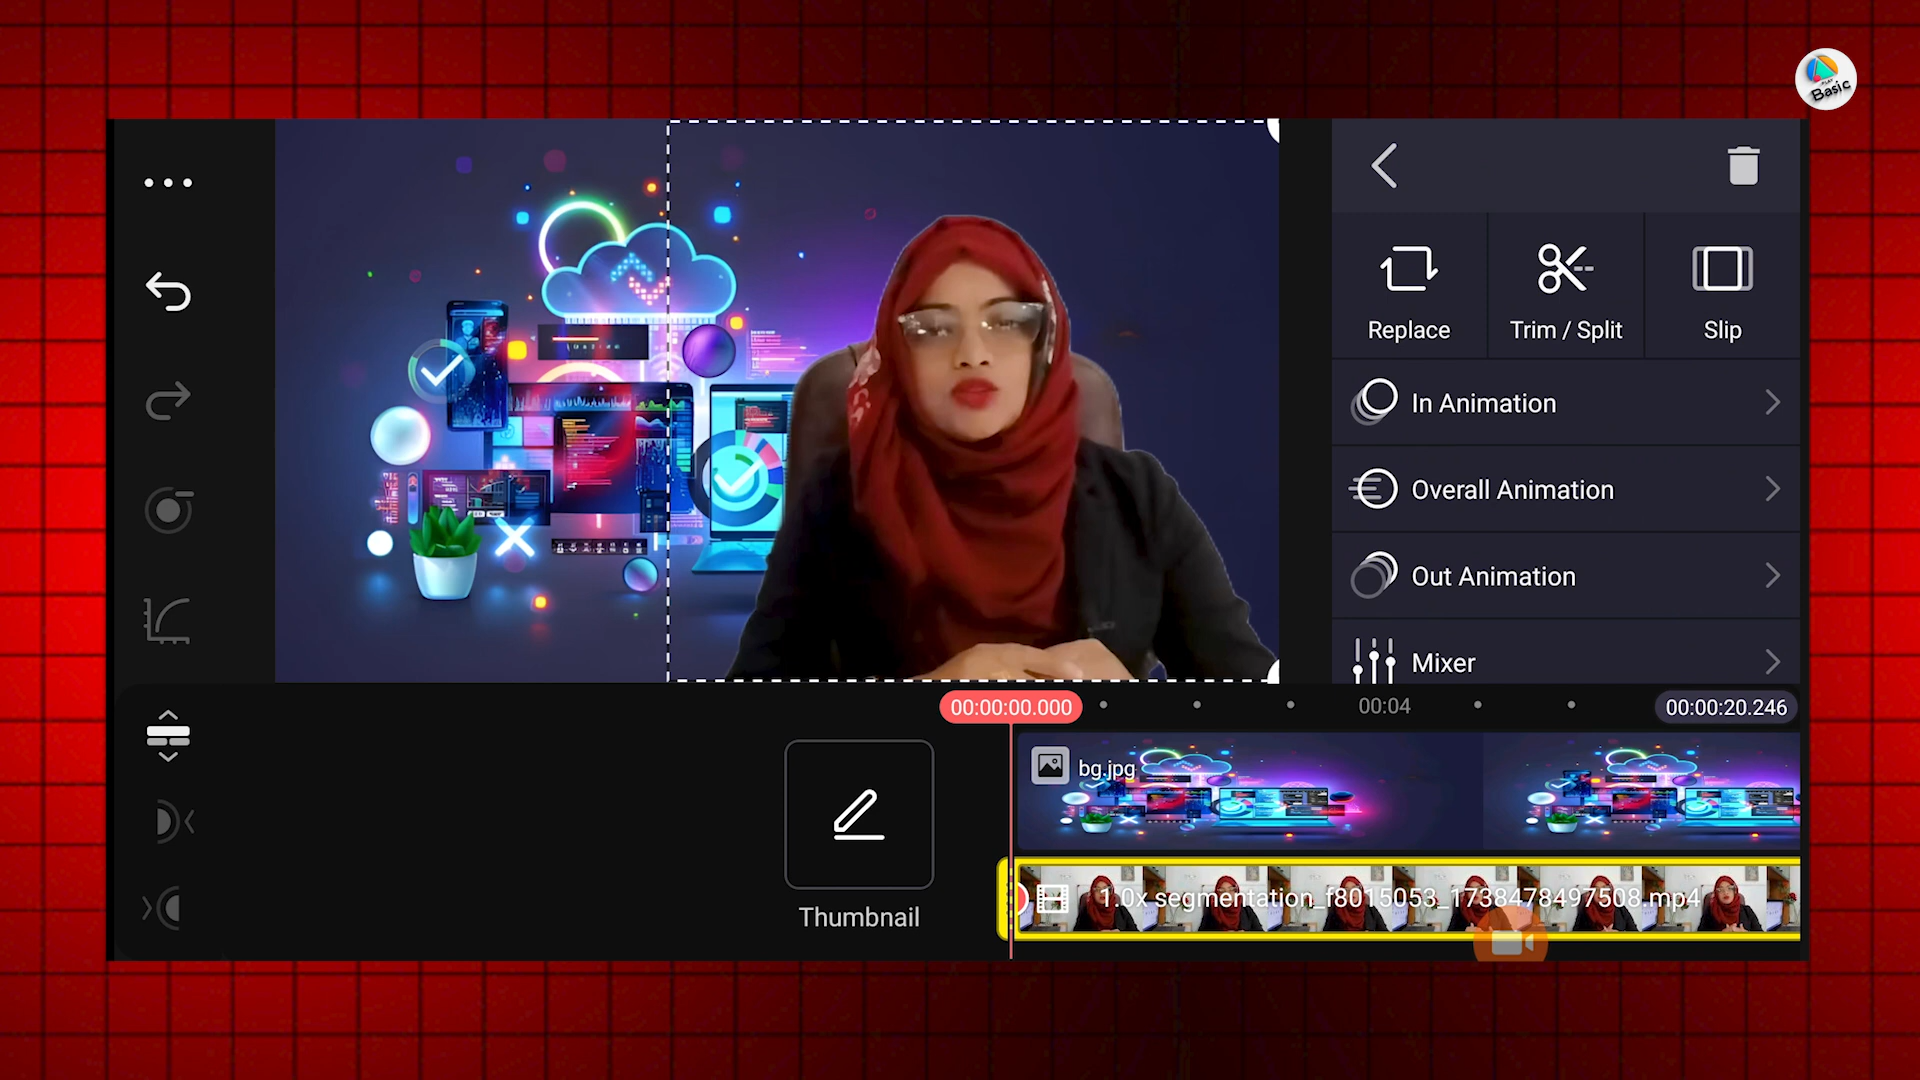 Basic
Replace
Trim / Split
Slip
In Animation
Overall Animation
Out Animation
Mixer
00:00:00.000
00:04
00:00:20.246
bg.jpg
1.0x segmentation_f8015053_1738478497508.mp4
Thumbnail